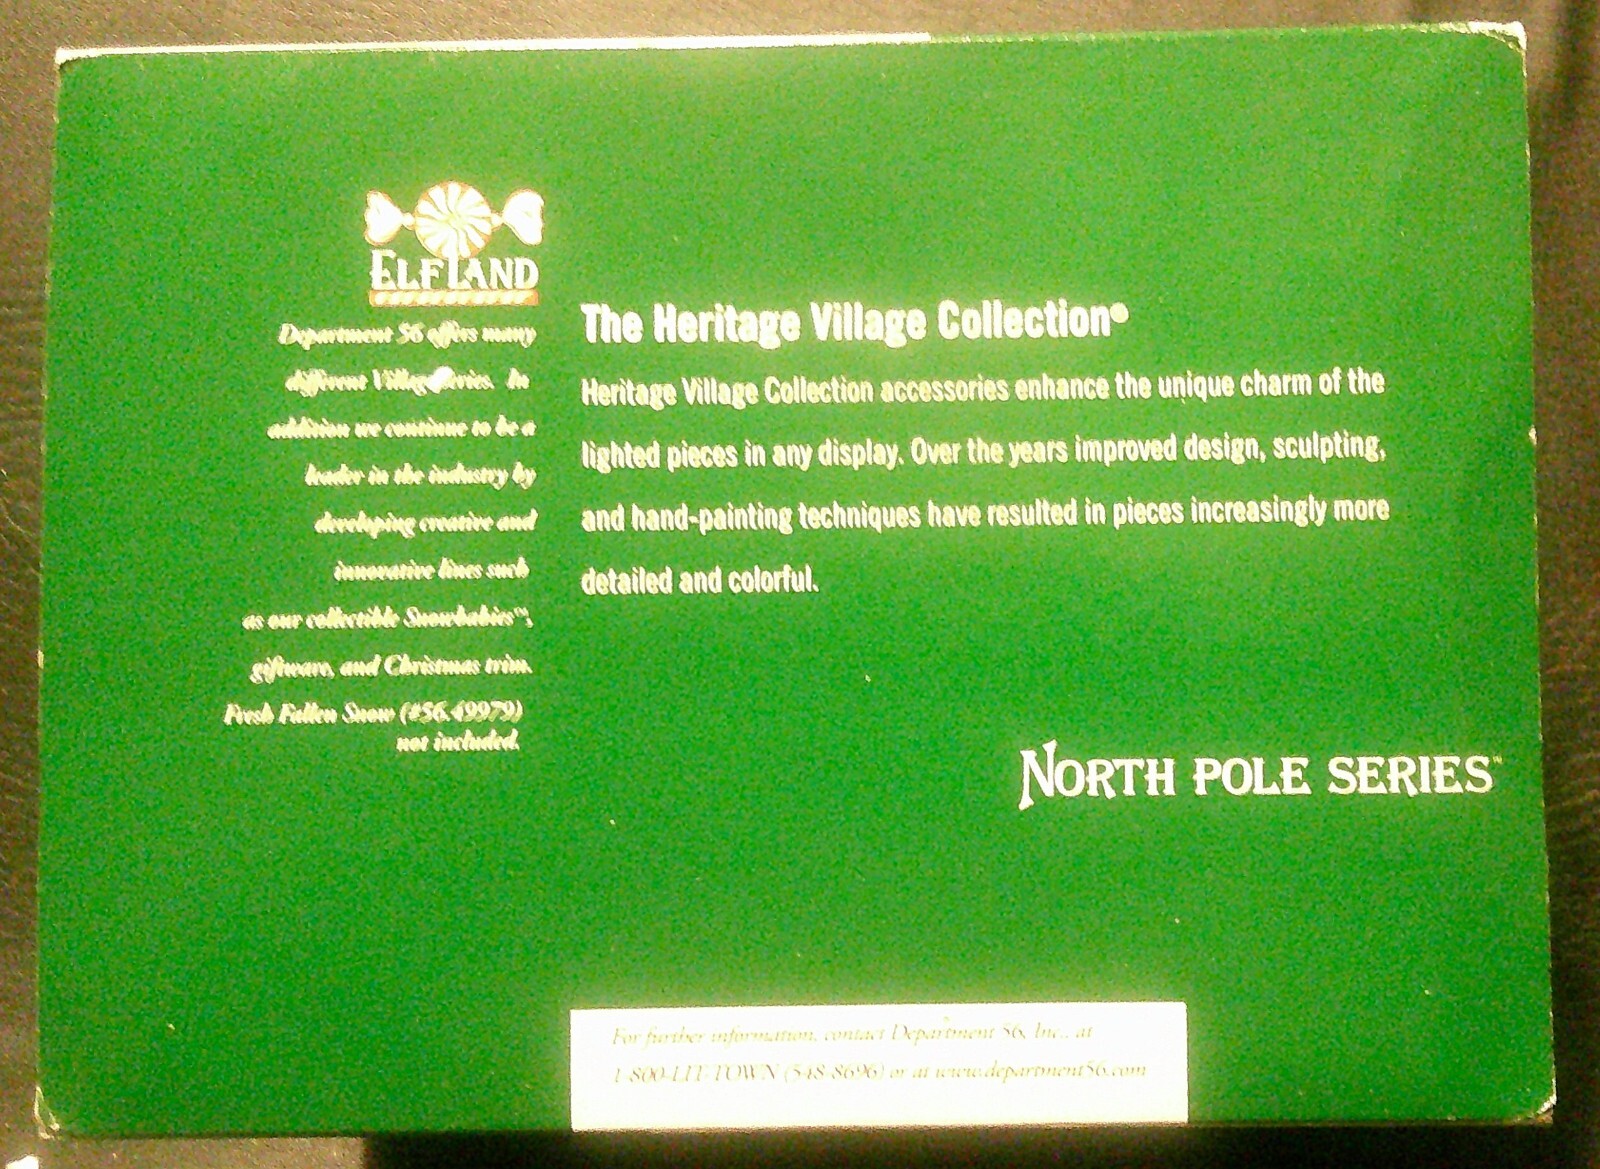 ELFLAND
Department 56 offers many
different Village Series. In
addition we continue to be a
leader in the industry by
developing creative and
innovative lines such
as our collectible Snowbabies™,
giftware, and Christmas trim.
Fresh Fallen Snow (#56.49979)
not included.
The Heritage Village Collection®
Heritage Village Collection accessories enhance the unique charm of the
lighted pieces in any display. Over the years improved design, sculpting,
and hand-painting techniques have resulted in pieces increasingly more
detailed and colorful.
NORTH POLE SERIES™
For further information, contact Department 56, Inc., at
1-800-LIT-TOWN (548-8696) or at www.department56.com